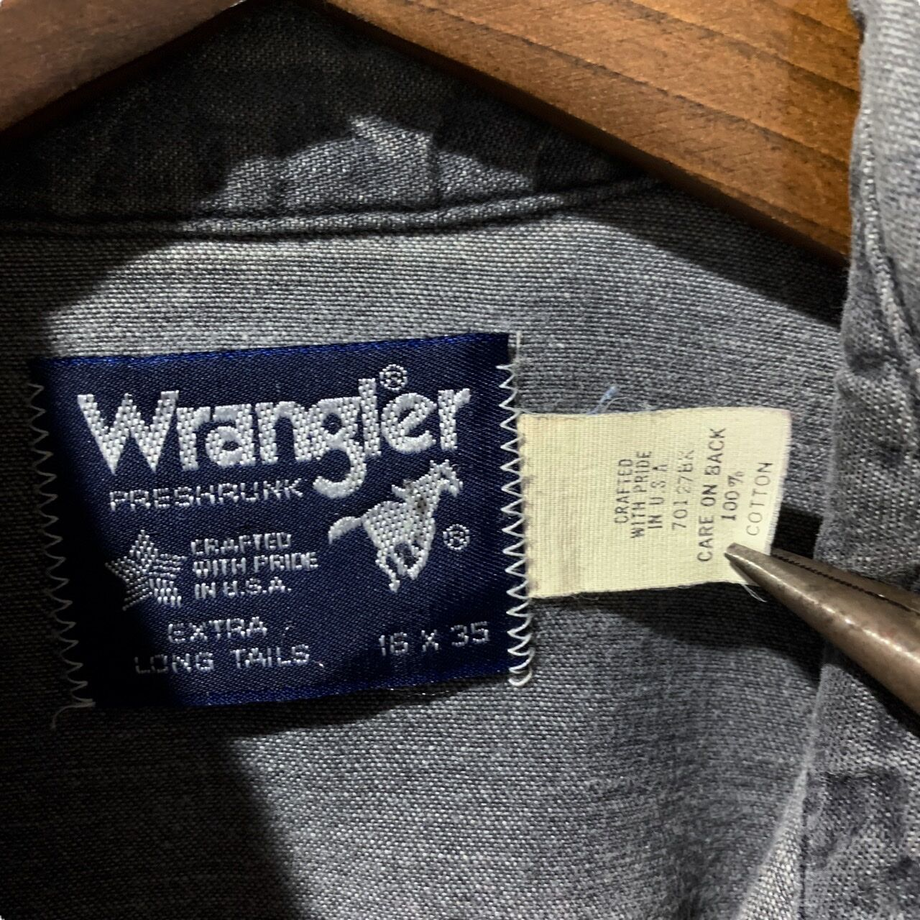 Wrangler®
PRESHRUNK
®
CRAFTED
WITH PRIDE
IN U.S.A.
EXTRA
LONG TAILS
16 X 35
CRAFTED
WITH PRIDE
IN U S A
70127BK
CARE ON BACK
100%
COTTON